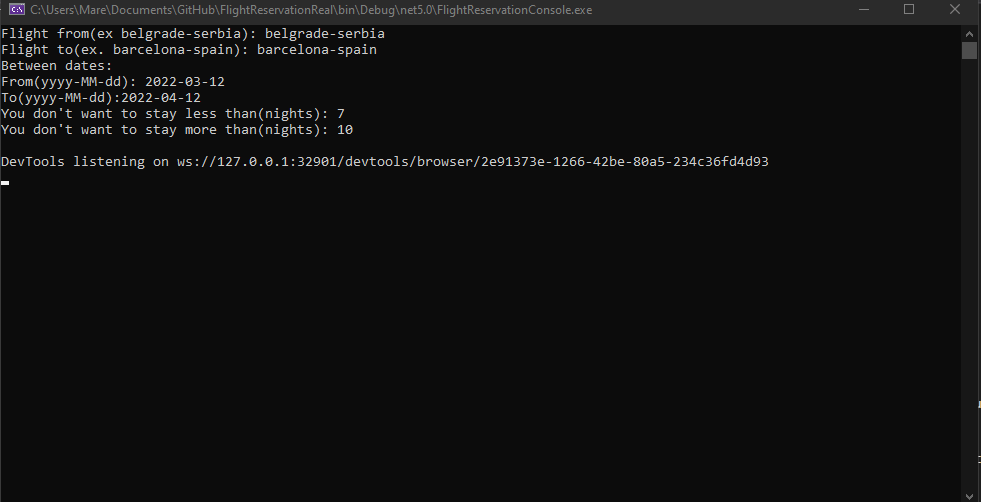 C:\Users\Mare\Documents\GitHub\FlightReservationReal\bin\Debug\net5.0\FlightReservationConsole.exe
Flight from(ex belgrade-serbia): belgrade-serbia
Flight to(ex. barcelona-spain): barcelona-spain
Between dates:
From(yyyy-MM-dd): 2022-03-12
To(yyyy-MM-dd):2022-04-12
You don't want to stay less than(nights): 7
You don't want to stay more than(nights): 10
DevTools listening on ws://127.0.0.1:32901/devtools/browser/2e91373e-1266-42be-80a5-234c36fd4d93